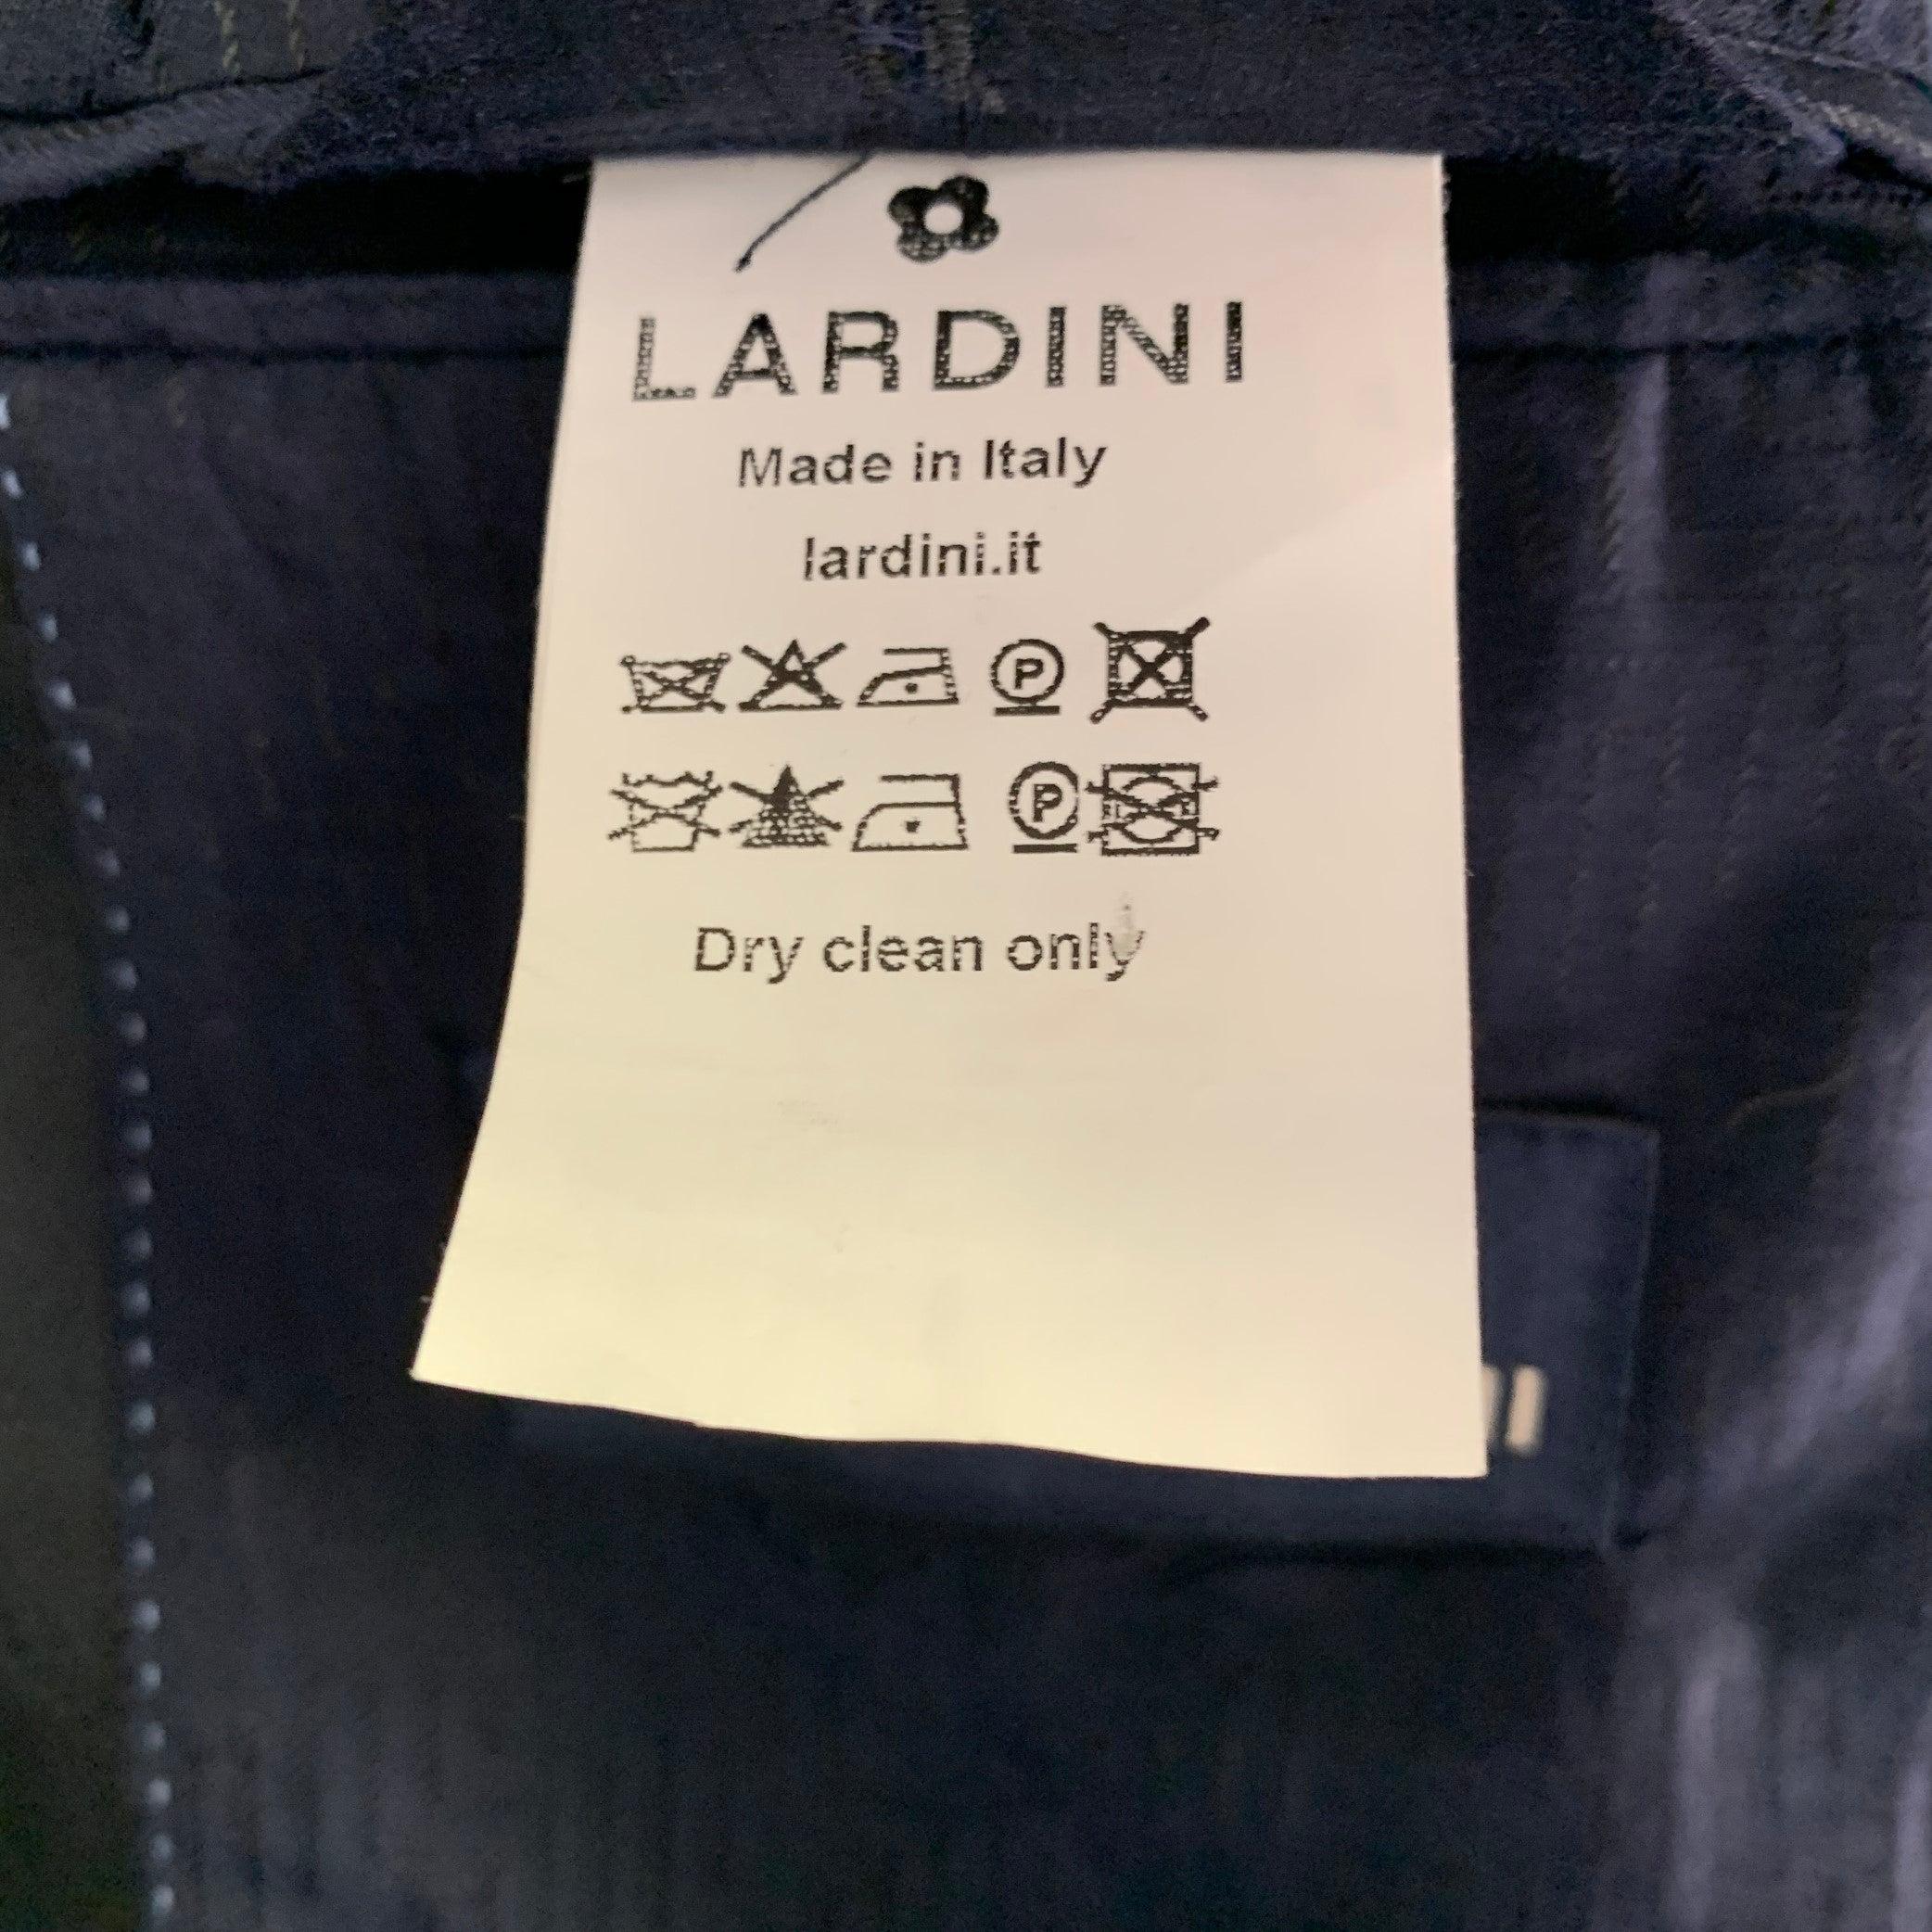 LARDINI
Made in Italy
lardini.it
P
P
Dry clean only
I